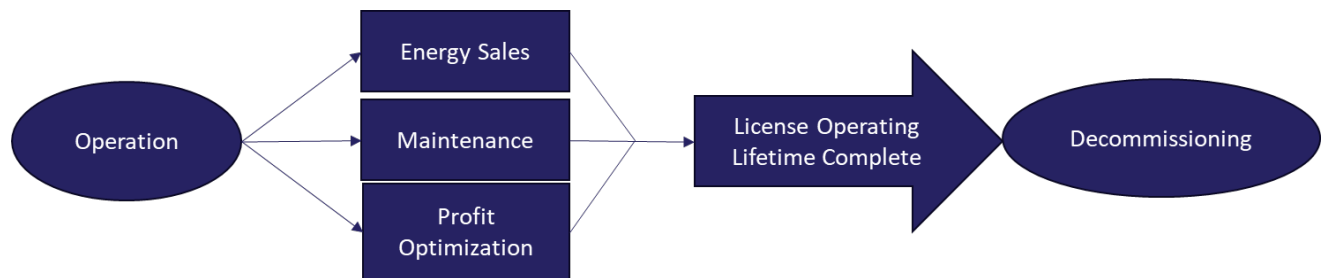 Operation
Energy Sales
Maintenance
Profit
Optimization
License Operating
Lifetime Complete
Decommissioning